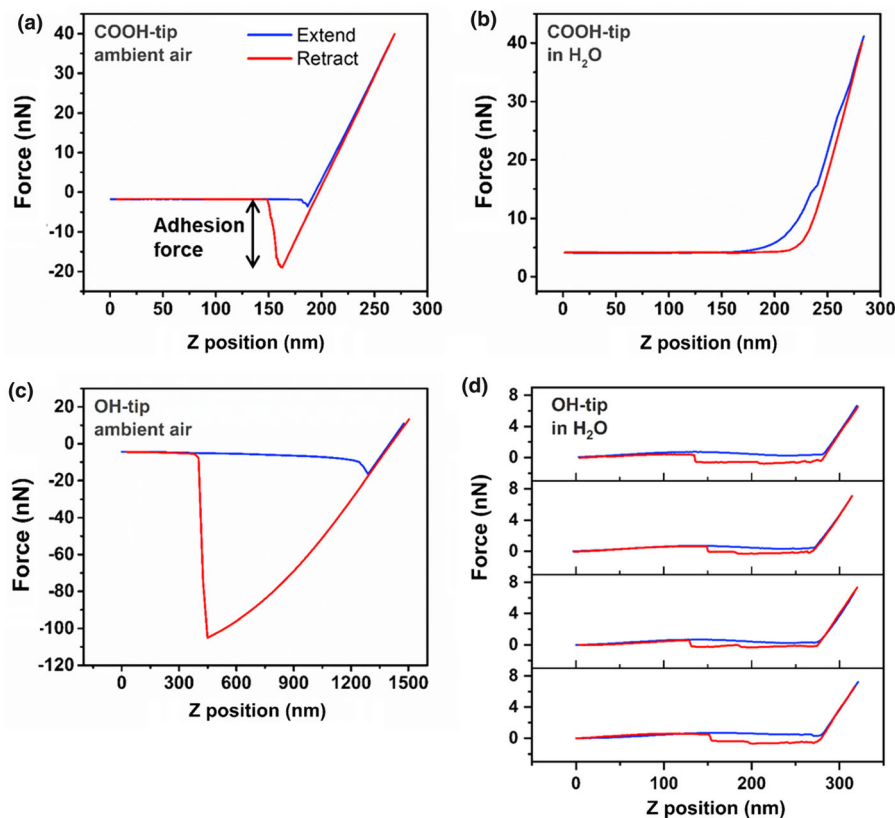 (a)
COOH-tip
ambient air
Extend
Retract
Adhesion
force
Force (nN)
40
30
20
10
0
-10
-20
0 50 100 150 200 250 300
Z position (nm)
(b)
COOH-tip
in H₂O
Force (nN)
40
30
20
10
0
0 50 100 150 200 250 300
Z position (nm)
(c)
OH-tip
ambient air
Force (nN)
20
0
-20
-40
-60
-80
-100
-120
0 300 600 900 1200 1500
Z position (nm)
(d)
OH-tip
in H₂O
Force (nN)
8
4
0
8
4
0
8
4
0
8
4
0
0 100 200 300
Z position (nm)